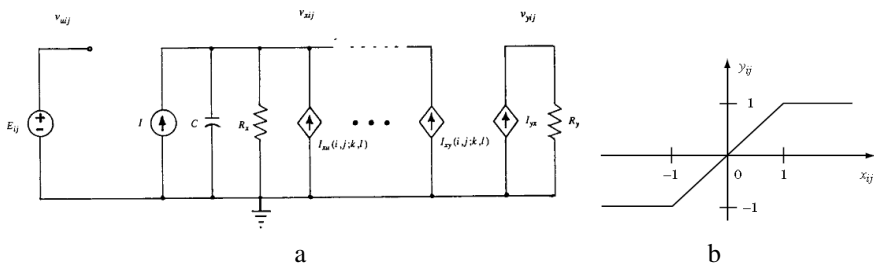 v_uij v_xij v_yij
y_ij
1
E_ij + − I C R_x I_xu(i,j;k,l) I_xy(i,j;k,l) I_yx R_y
−1 0 1 x_ij
−1
a b